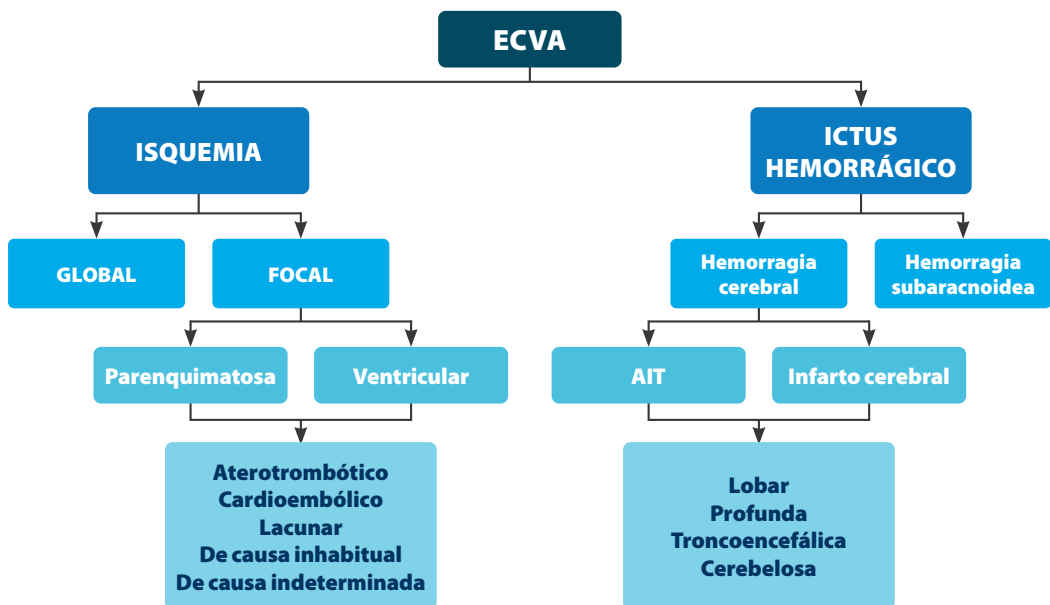 ECVA
ISQUEMIA
ICTUS
HEMORRÁGICO
GLOBAL
FOCAL
Hemorragia
cerebral
Hemorragia
subaracnoidea
Parenquimatosa
Ventricular
AIT
Infarto cerebral
Aterotrombótico
Cardioembólico
Lacunar
De causa inhabitual
De causa indeterminada
Lobar
Profunda
Troncoencefálica
Cerebelosa